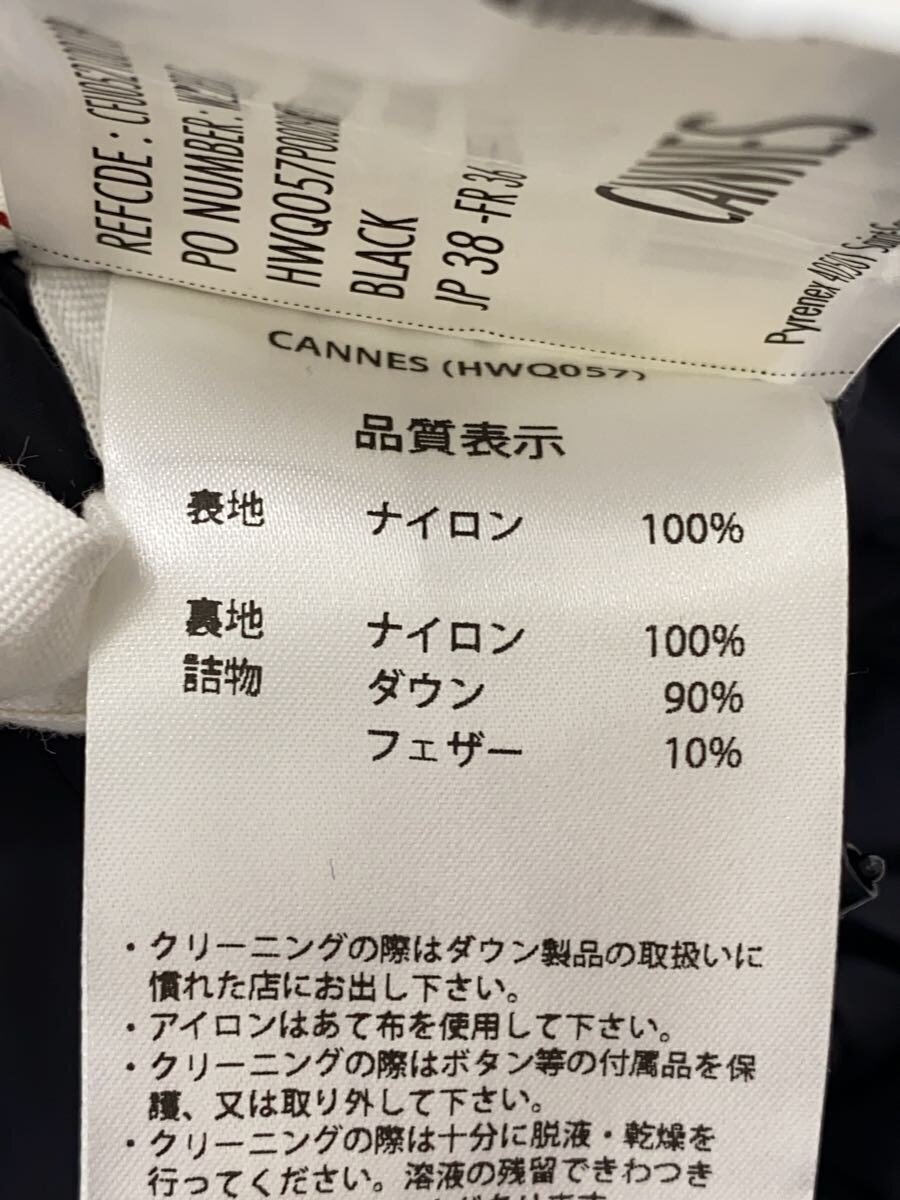 REFCDE :
PO NUMBER :
BLACK
JP 38 -FR 36
CANNES
Pyrenex
CANNES (HWQ057)
品質表示
表地 ナイロン 100%
裏地 ナイロン 100%
詰物 ダウン 90%
フェザー 10%
・クリーニングの際はダウン製品の取扱いに
慣れた店にお出し下さい。
・アイロンはあて布を使用して下さい。
・クリーニングの際はボタン等の付属品を保
護、又は取り外して下さい。
・クリーニングの際は十分に脱液・乾燥を
行ってください。溶液の残留できわつき